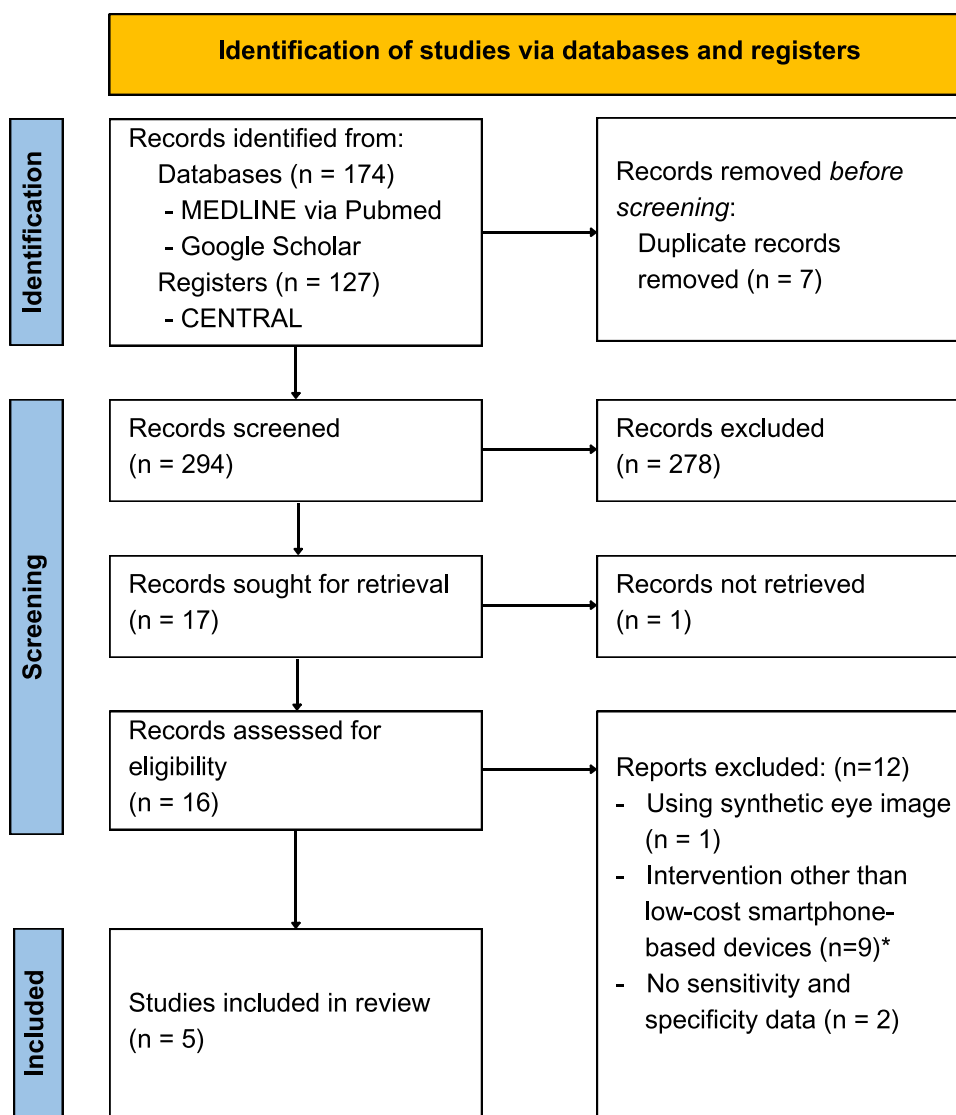 Identification of studies via databases and registers
Identification
Records identified from:
Databases (n = 174)
- MEDLINE via Pubmed
- Google Scholar
Registers (n = 127)
- CENTRAL
Records removed before
screening:
Duplicate records
removed (n = 7)
Screening
Records screened
(n = 294)
Records excluded
(n = 278)
Records sought for retrieval
(n = 17)
Records not retrieved
(n = 1)
Records assessed for
eligibility
(n = 16)
Reports excluded: (n=12)
- Using synthetic eye image
(n = 1)
- Intervention other than
low-cost smartphone-
based devices (n=9)*
- No sensitivity and
specificity data (n = 2)
Included
Studies included in review
(n = 5)